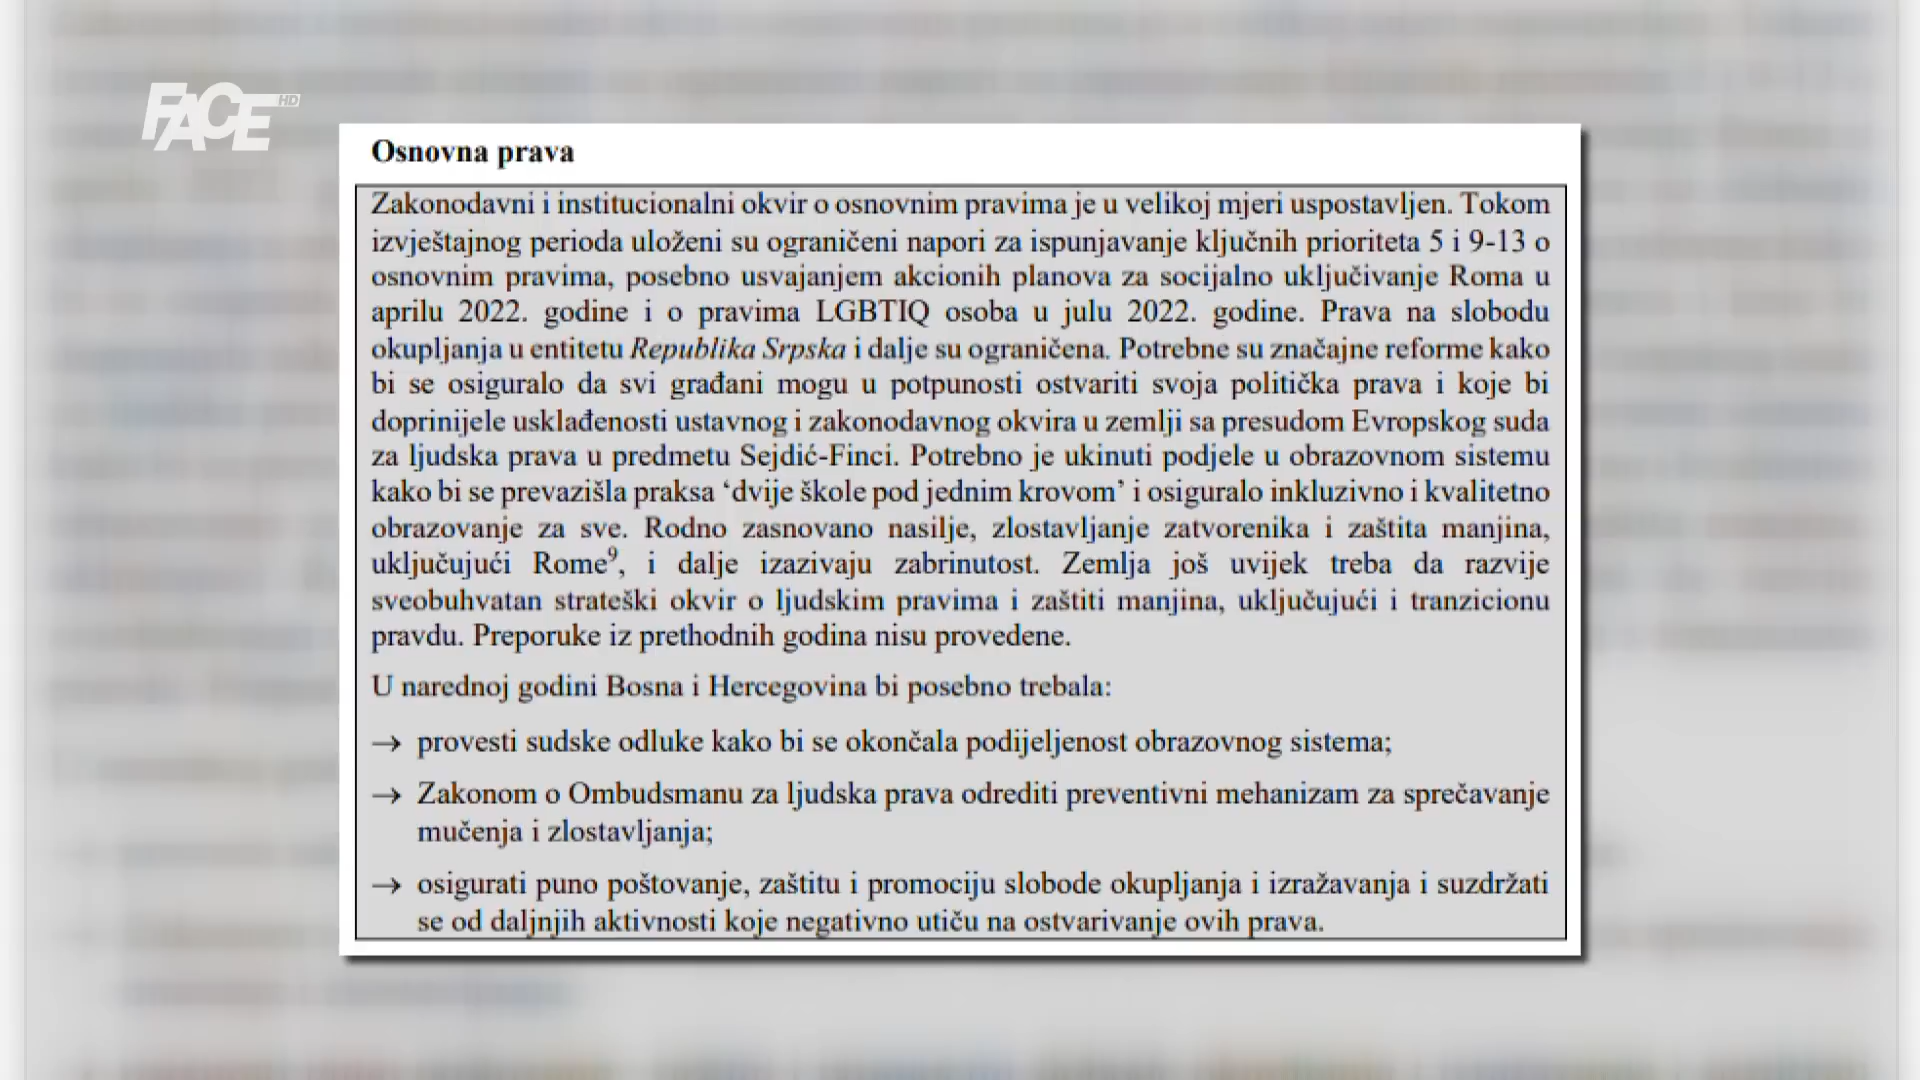 FACE HD
Osnovna prava
Zakonodavni i institucionalni okvir o osnovnim pravima je u velikoj mjeri uspostavljen. Tokom
izvještajnog perioda uloženi su ograničeni napori za ispunjavanje ključnih prioriteta 5 i 9-13 o
osnovnim pravima, posebno usvajanjem akcionih planova za socijalno uključivanje Roma u
aprilu 2022. godine i o pravima LGBTIQ osoba u julu 2022. godine. Prava na slobodu
okupljanja u entitetu Republika Srpska i dalje su ograničena. Potrebne su značajne reforme kako
bi se osiguralo da svi građani mogu u potpunosti ostvariti svoja politička prava i koje bi
doprinijele usklađenosti ustavnog i zakonodavnog okvira u zemlji sa presudom Evropskog suda
za ljudska prava u predmetu Sejdić-Finci. Potrebno je ukinuti podjele u obrazovnom sistemu
kako bi se prevazišla praksa ‘dvije škole pod jednim krovom’ i osiguralo inkluzivno i kvalitetno
obrazovanje za sve. Rodno zasnovano nasilje, zlostavljanje zatvorenika i zaštita manjina,
uključujući Rome⁹, i dalje izazivaju zabrinutost. Zemlja još uvijek treba da razvije
sveobuhvatan strateški okvir o ljudskim pravima i zaštiti manjina, uključujući i tranzicionu
pravdu. Preporuke iz prethodnih godina nisu provedene.
U narednoj godini Bosna i Hercegovina bi posebno trebala:
→ provesti sudske odluke kako bi se okončala podijeljenost obrazovnog sistema;
→ Zakonom o Ombudsmanu za ljudska prava odrediti preventivni mehanizam za sprečavanje
mučenja i zlostavljanja;
→ osigurati puno poštovanje, zaštitu i promociju slobode okupljanja i izražavanja i suzdržati
se od daljnjih aktivnosti koje negativno utiču na ostvarivanje ovih prava.